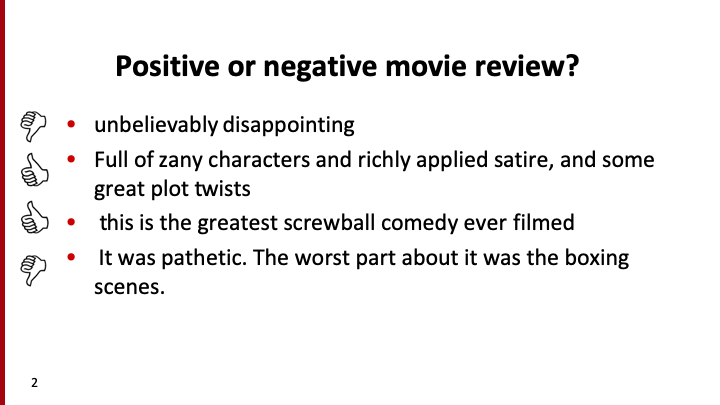 Positive or negative movie review?
• unbelievably disappointing
• Full of zany characters and richly applied satire, and some
great plot twists
• this is the greatest screwball comedy ever filmed
• It was pathetic. The worst part about it was the boxing
scenes.
2